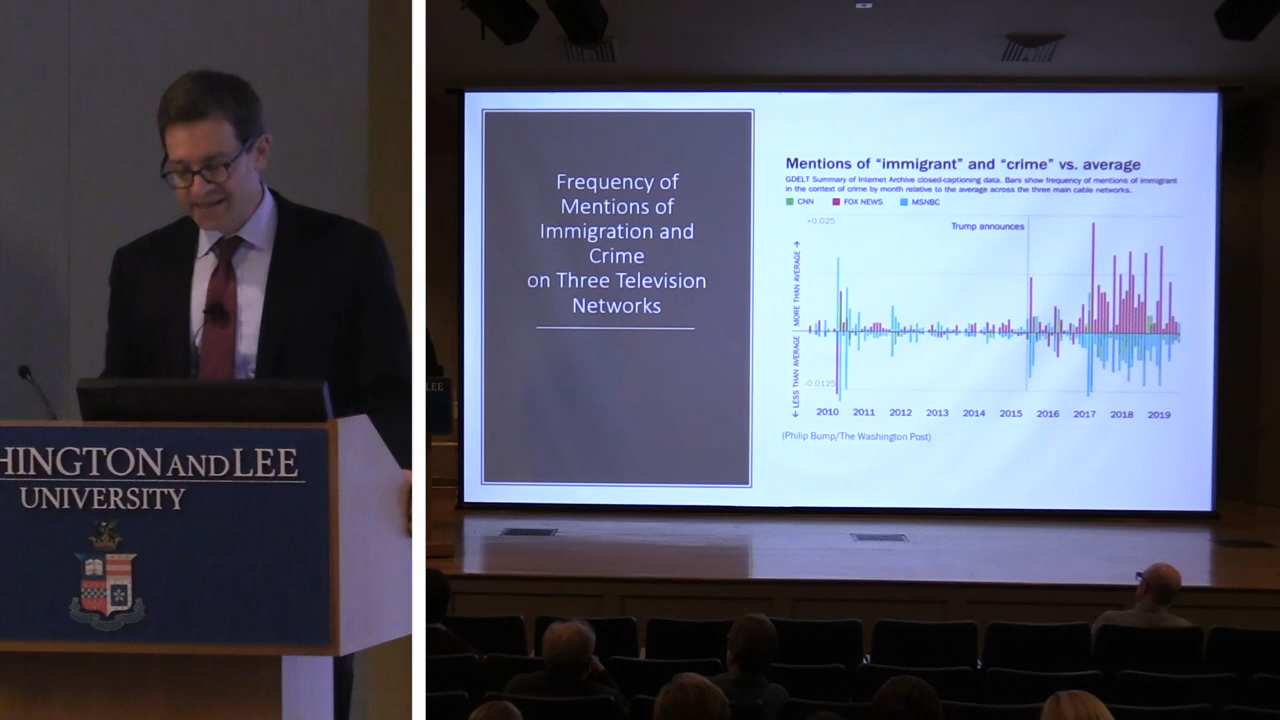 HINGTON AND LEE
UNIVERSITY
LEE
Frequency of
Mentions of
Immigration and
Crime
on Three Television
Networks
Mentions of “immigrant” and “crime” vs. average
GDELT Summary of Internet Archive closed-captioning data. Bars show frequency of mentions of immigrant
in the context of crime by month relative to the average across the three main cable networks.
CNN FOX NEWS MSNBC
+0.025
Trump announces
MORE THAN AVERAGE →
← LESS THAN AVERAGE
-0.0125
2010 2011 2012 2013 2014 2015 2016 2017 2018 2019
(Philip Bump/The Washington Post)